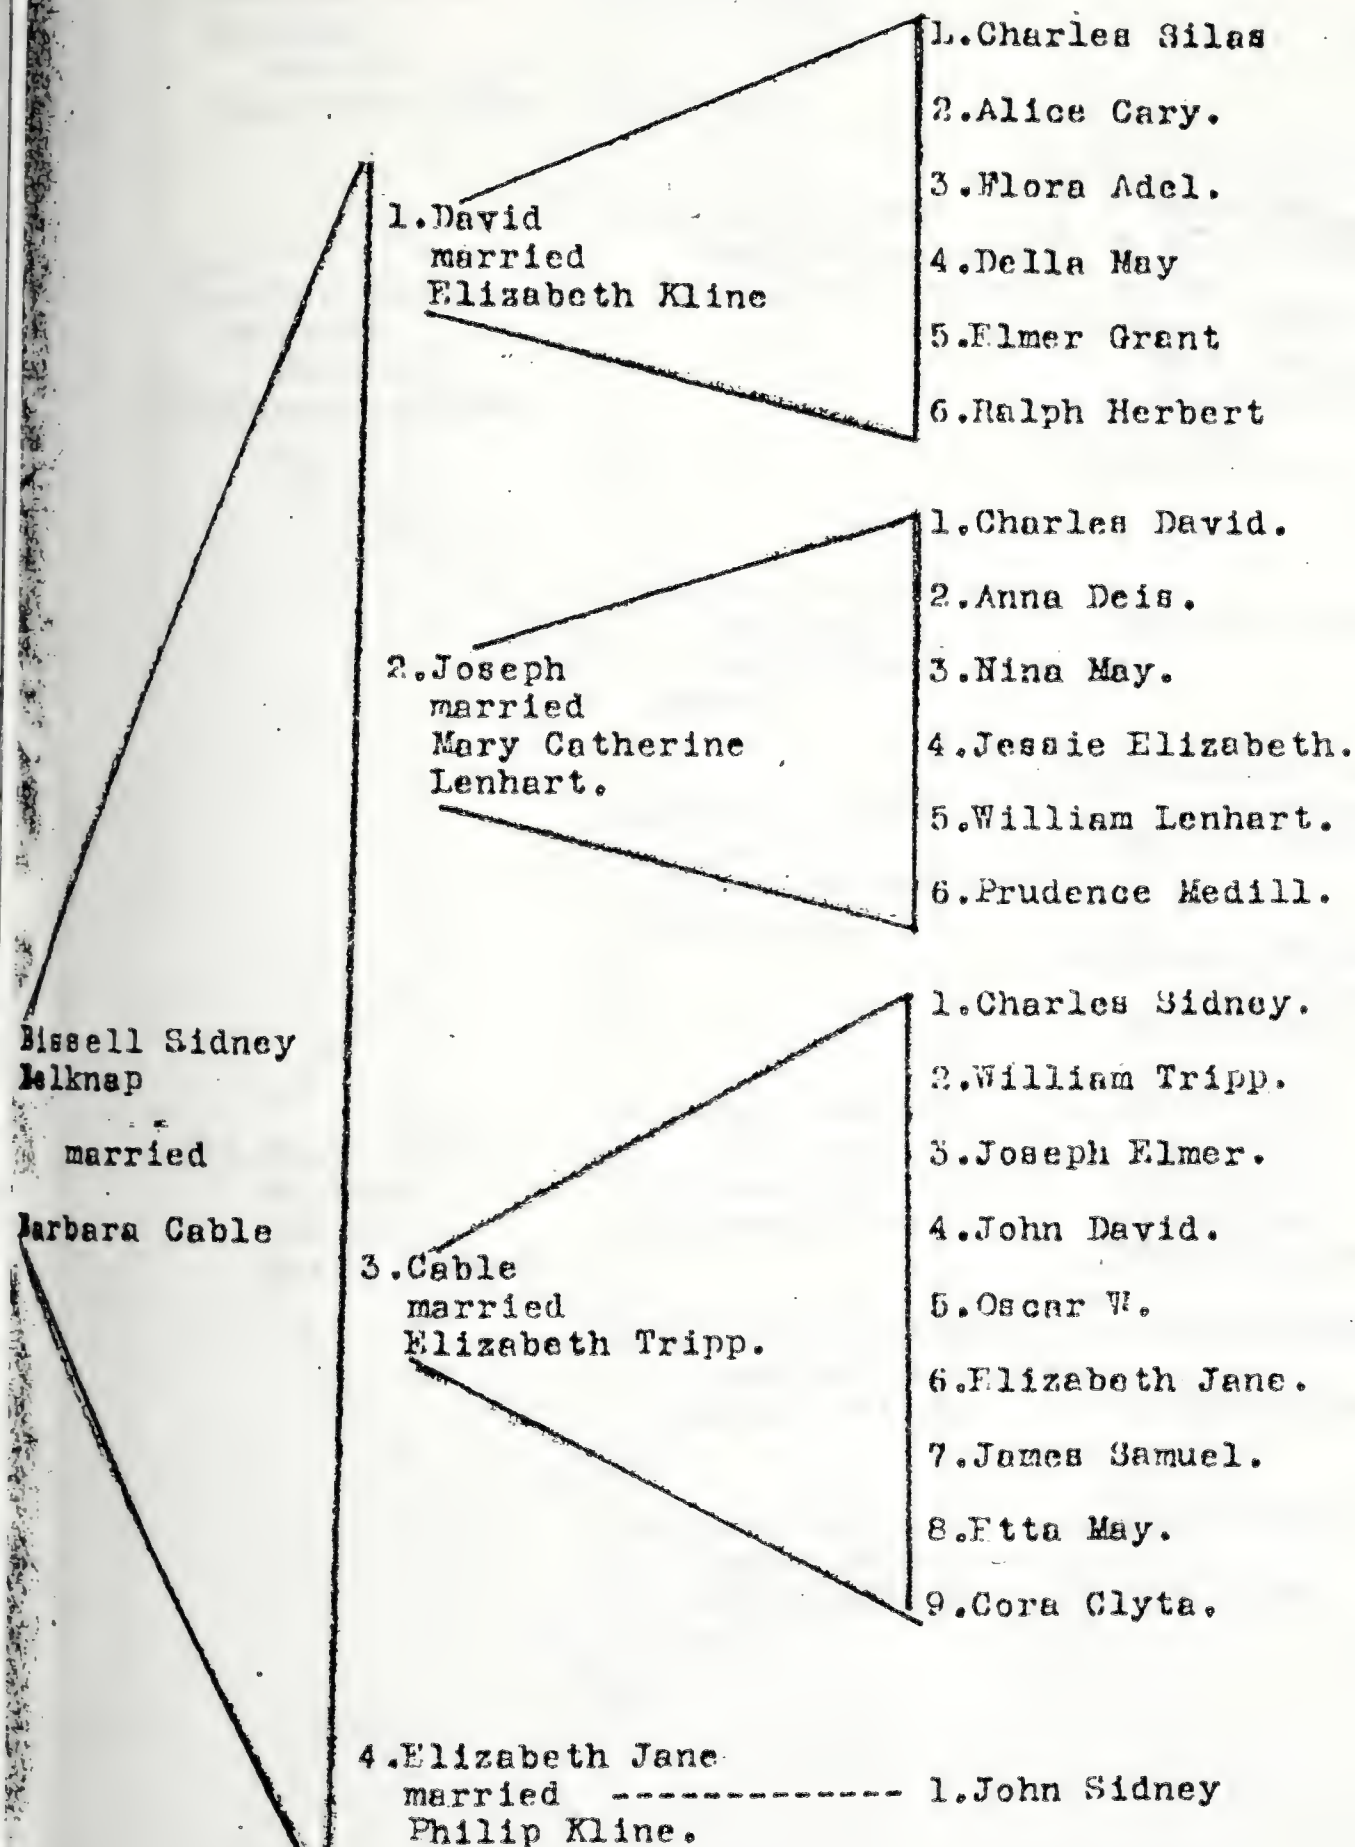 Bissell Sidney
Belknap
married
Barbara Cable
1.David
married
Elizabeth Kline
1.Charles Silas
2.Alice Cary.
3.Flora Adel.
4.Della May
5.Elmer Grant
6.Ralph Herbert
2.Joseph
married
Mary Catherine
Lenhart.
1.Charles David.
2.Anna Deis.
3.Nina May.
4.Jessie Elizabeth.
5.William Lenhart.
6.Prudence Medill.
3.Cable
married
Elizabeth Tripp.
1.Charles Sidney.
2.William Tripp.
3.Joseph Elmer.
4.John David.
5.Oscar W.
6.Elizabeth Jane.
7.James Samuel.
8.Etta May.
9.Cora Clyta.
4.Elizabeth Jane
married ------------- 1.John Sidney
Philip Kline.